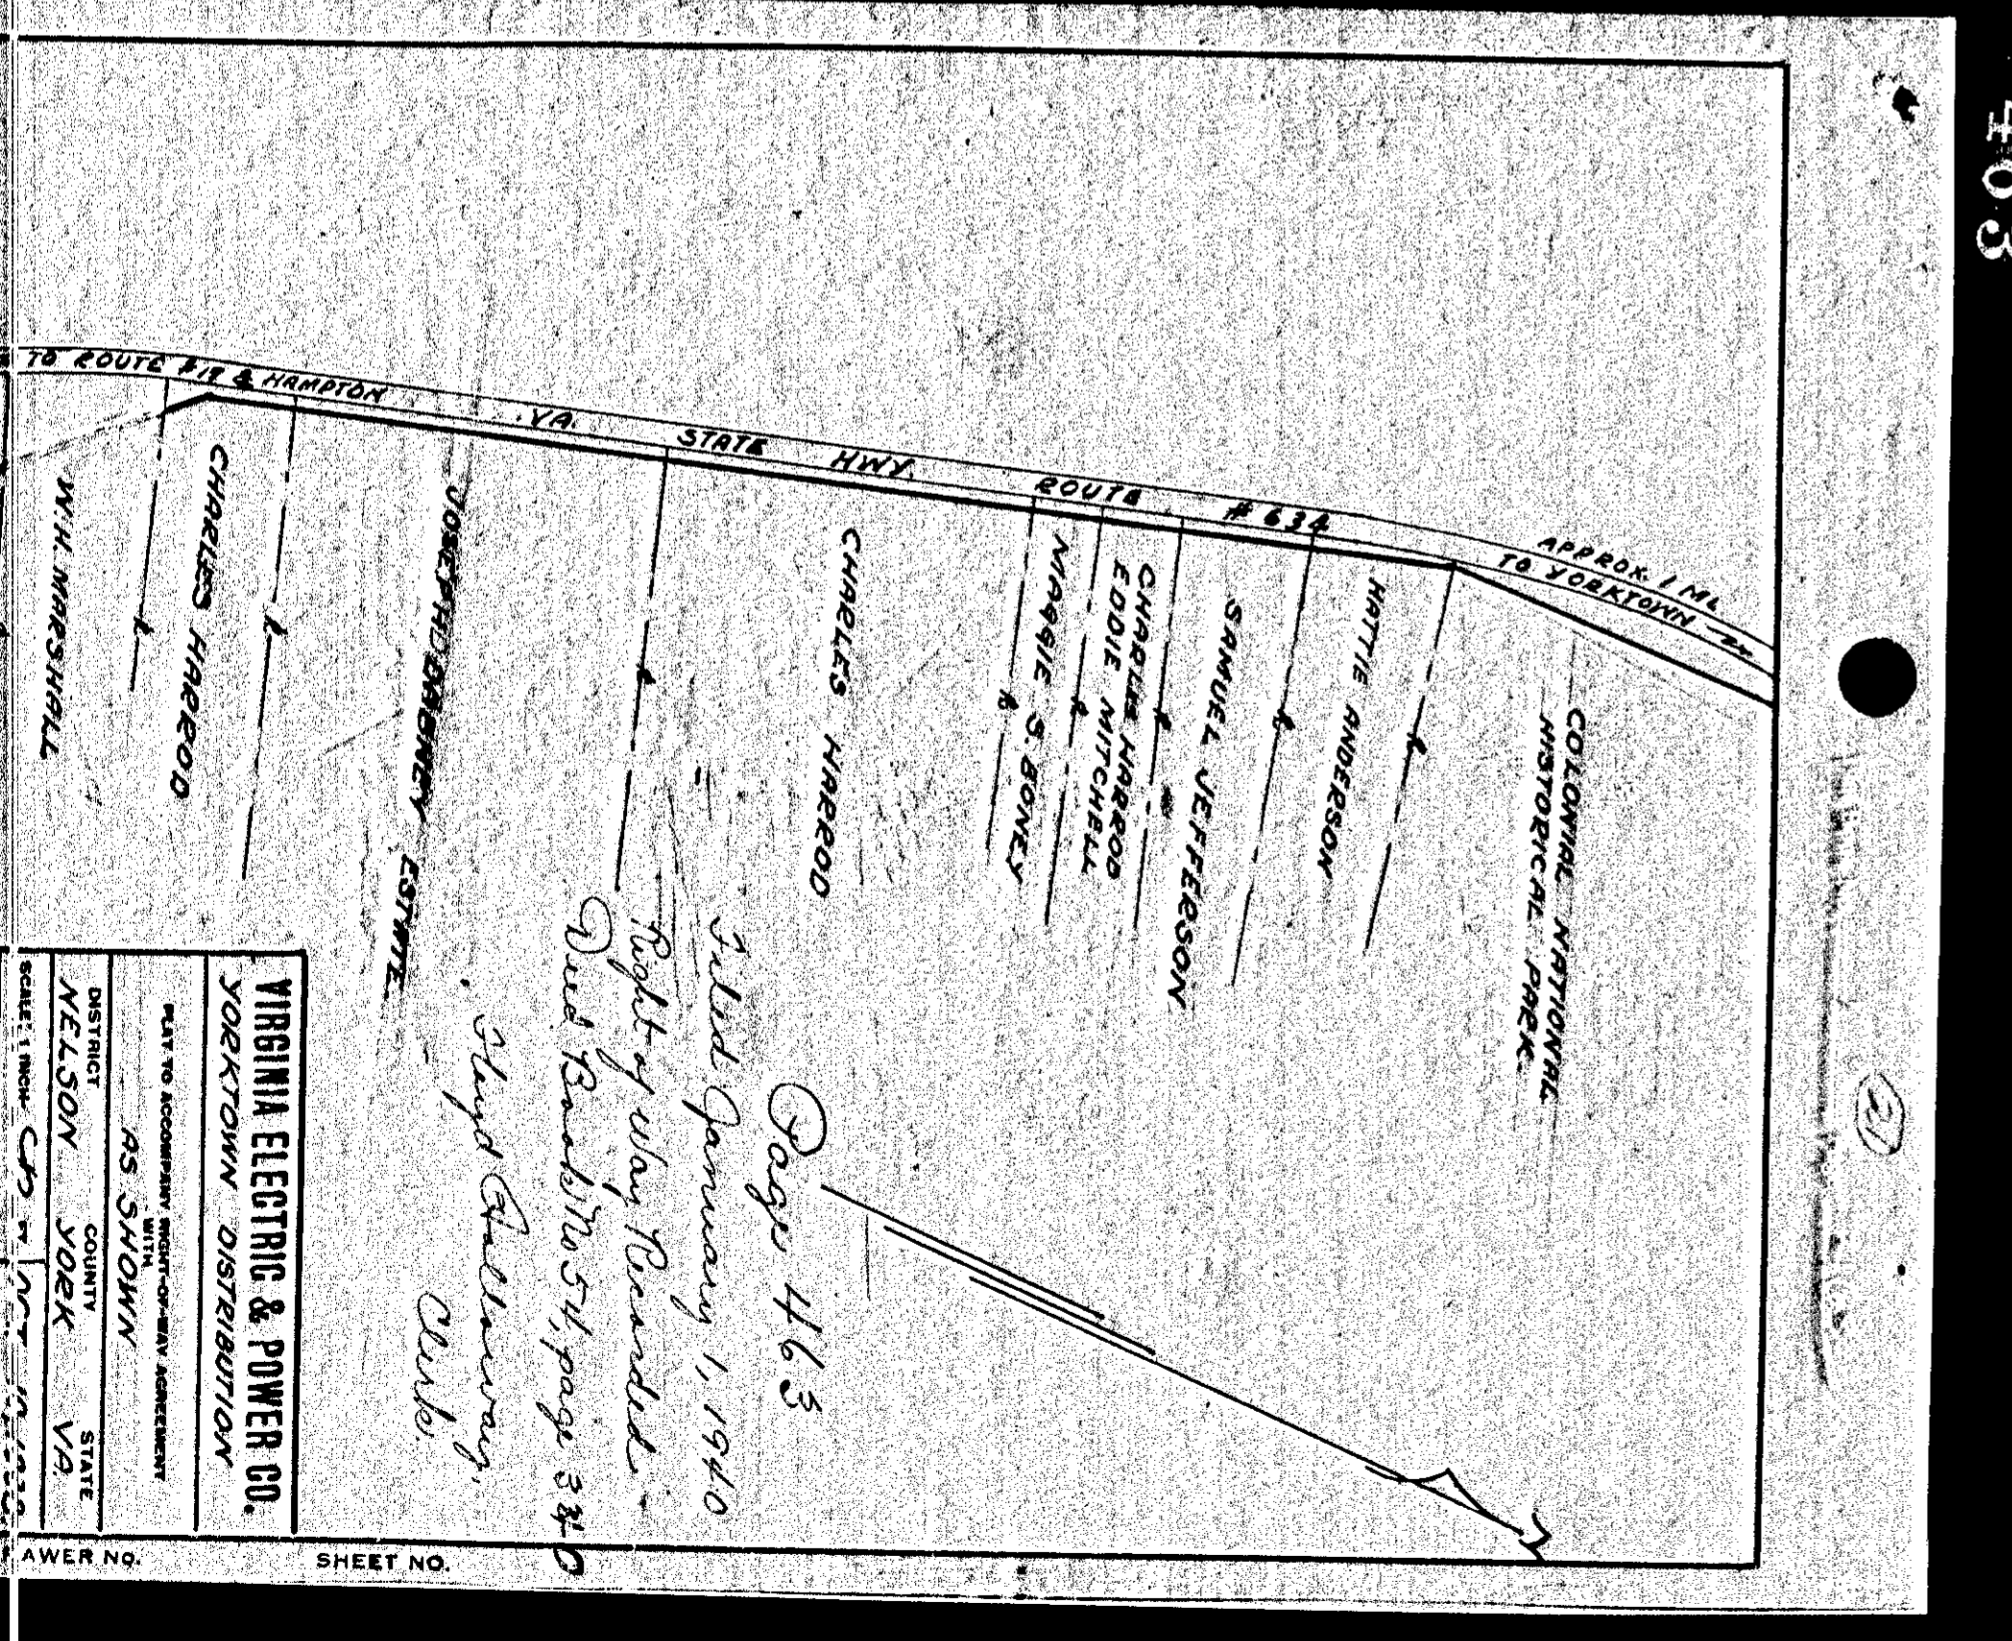 403
21
APPROX. 1 MI.
TO YORKTOWN
TO ROUTE #17 & HAMPTON VA. STATE HWY. ROUTE # 634
COLONIAL NATIONAL
HISTORICAL PARK
HATTIE ANDERSON
SAMUEL JEFFERSON
CHARLES HARROD
EDDIE MITCHELL
MAGGIE S. BONEY
CHARLES HARROD
JOSEPH DABNEY ESTATE
CHARLES HARROD
W.H. MARSHALL
Page 463
Filed January 1, 1940
Right of Way Recorded
Deed Book No 54, page 340
Floyd Holloway,
Clerk.
VIRGINIA ELECTRIC & POWER CO.
YORKTOWN DISTRIBUTION
PLAT TO ACCOMPANY RIGHT-OF-WAY AGREEMENT
WITH
AS SHOWN
DISTRICT COUNTY STATE
NELSON YORK VA.
SCALE: 1 INCH
AWER NO. SHEET NO.